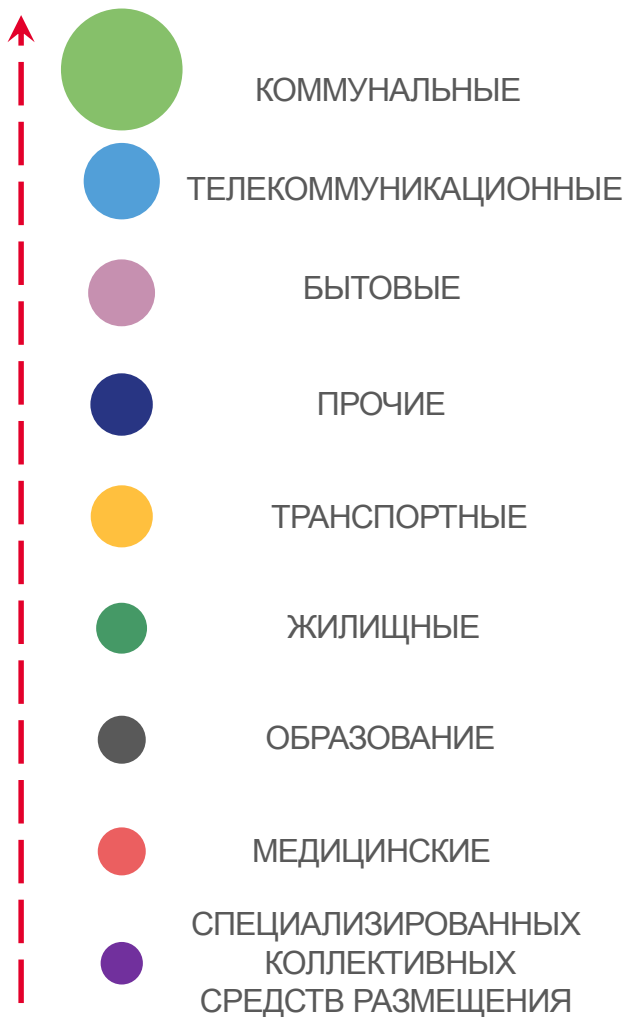 КОММУНАЛЬНЫЕ
ТЕЛЕКОММУНИКАЦИОННЫЕ
БЫТОВЫЕ
ПРОЧИЕ
ТРАНСПОРТНЫЕ
ЖИЛИЩНЫЕ
ОБРАЗОВАНИЕ
МЕДИЦИНСКИЕ
СПЕЦИАЛИЗИРОВАННЫХ
КОЛЛЕКТИВНЫХ
СРЕДСТВ РАЗМЕЩЕНИЯ